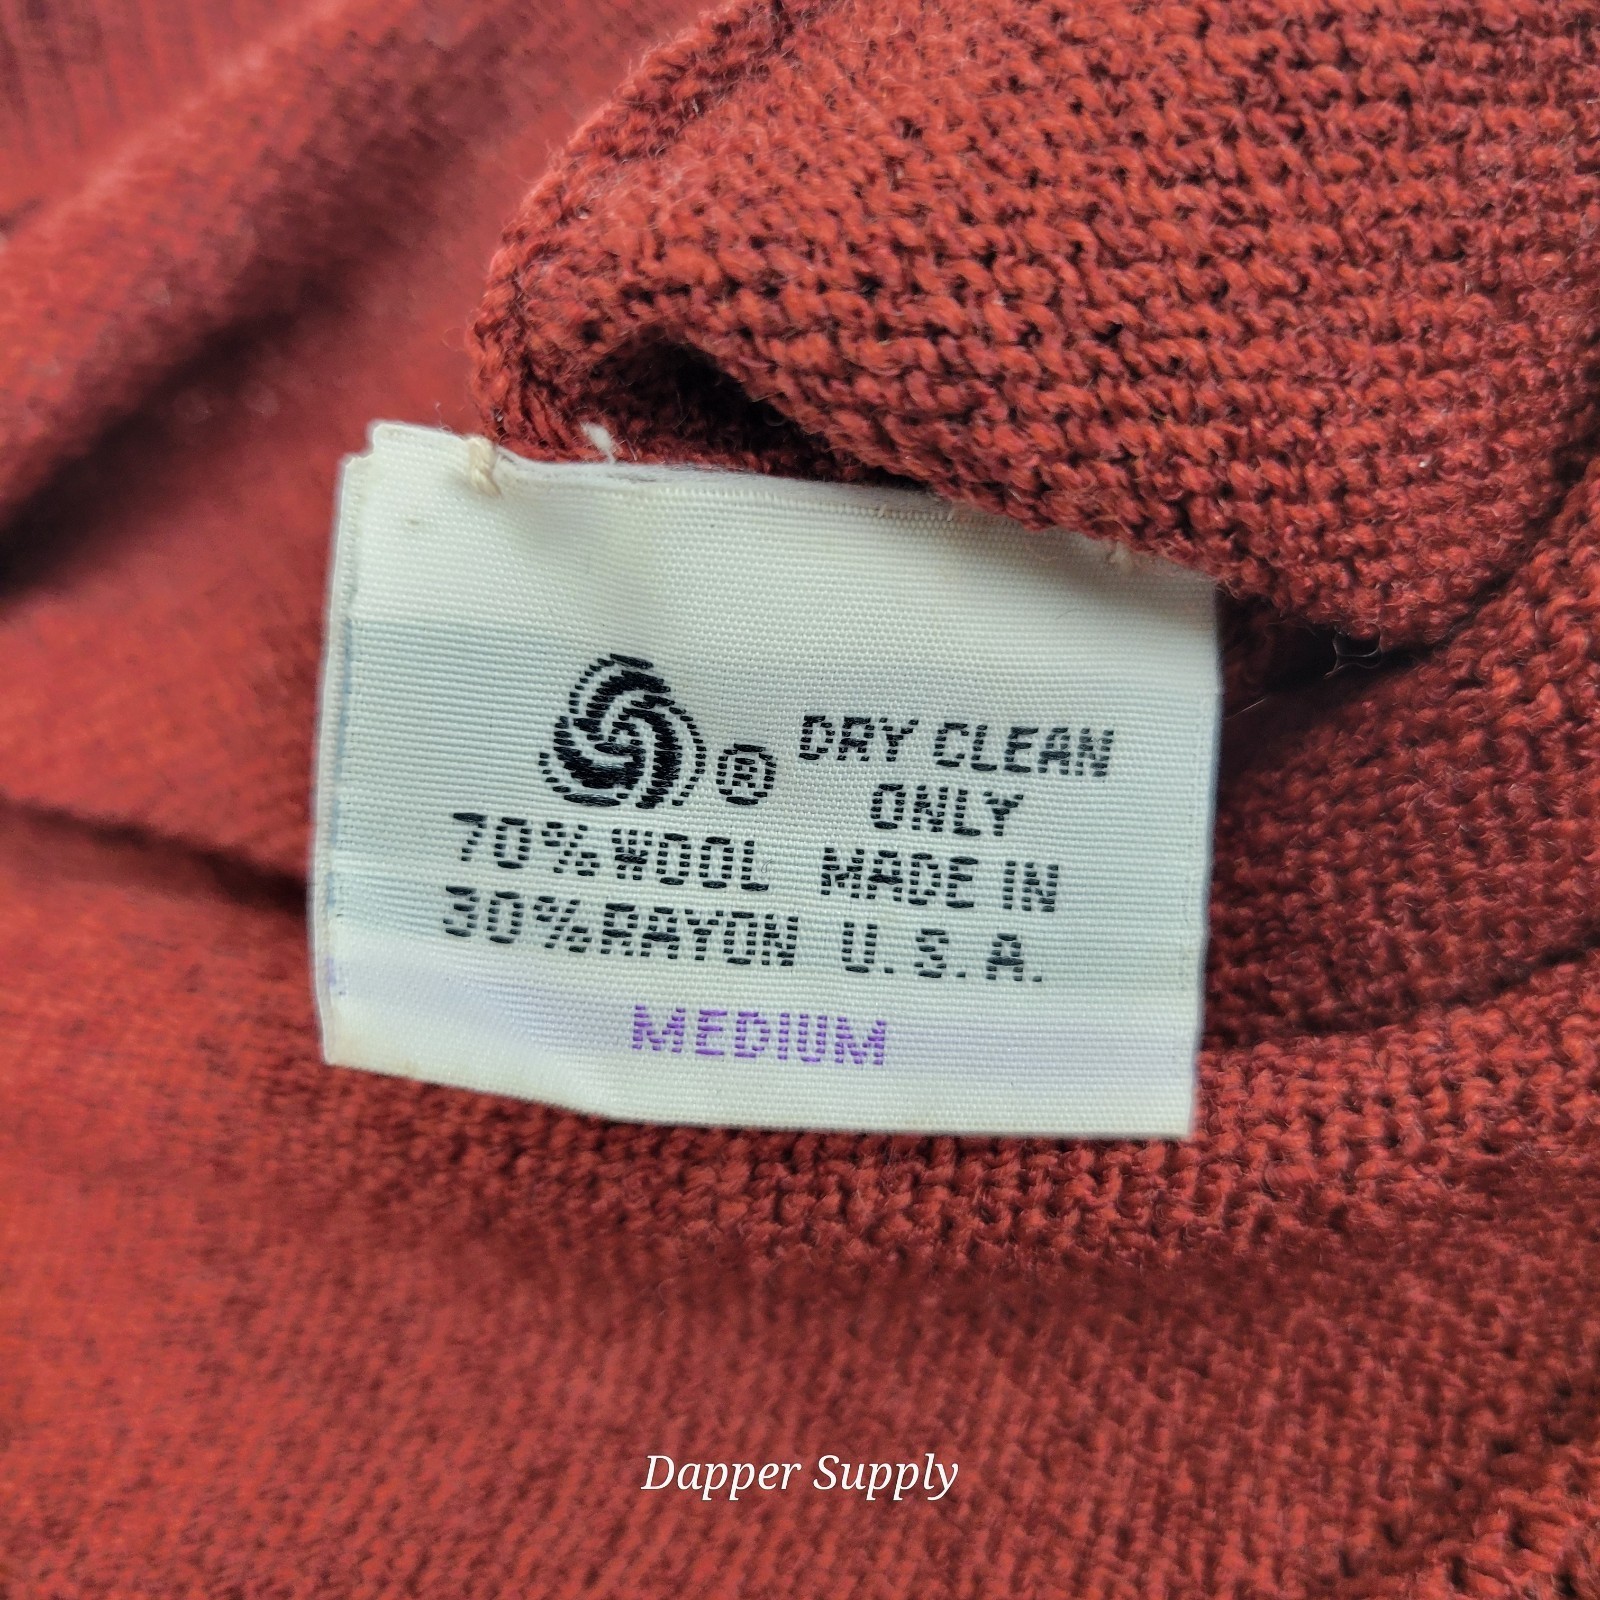 ® DRY CLEAN
ONLY
70% WOOL MADE IN
30% RAYON U.S.A.
MEDIUM
Dapper Supply